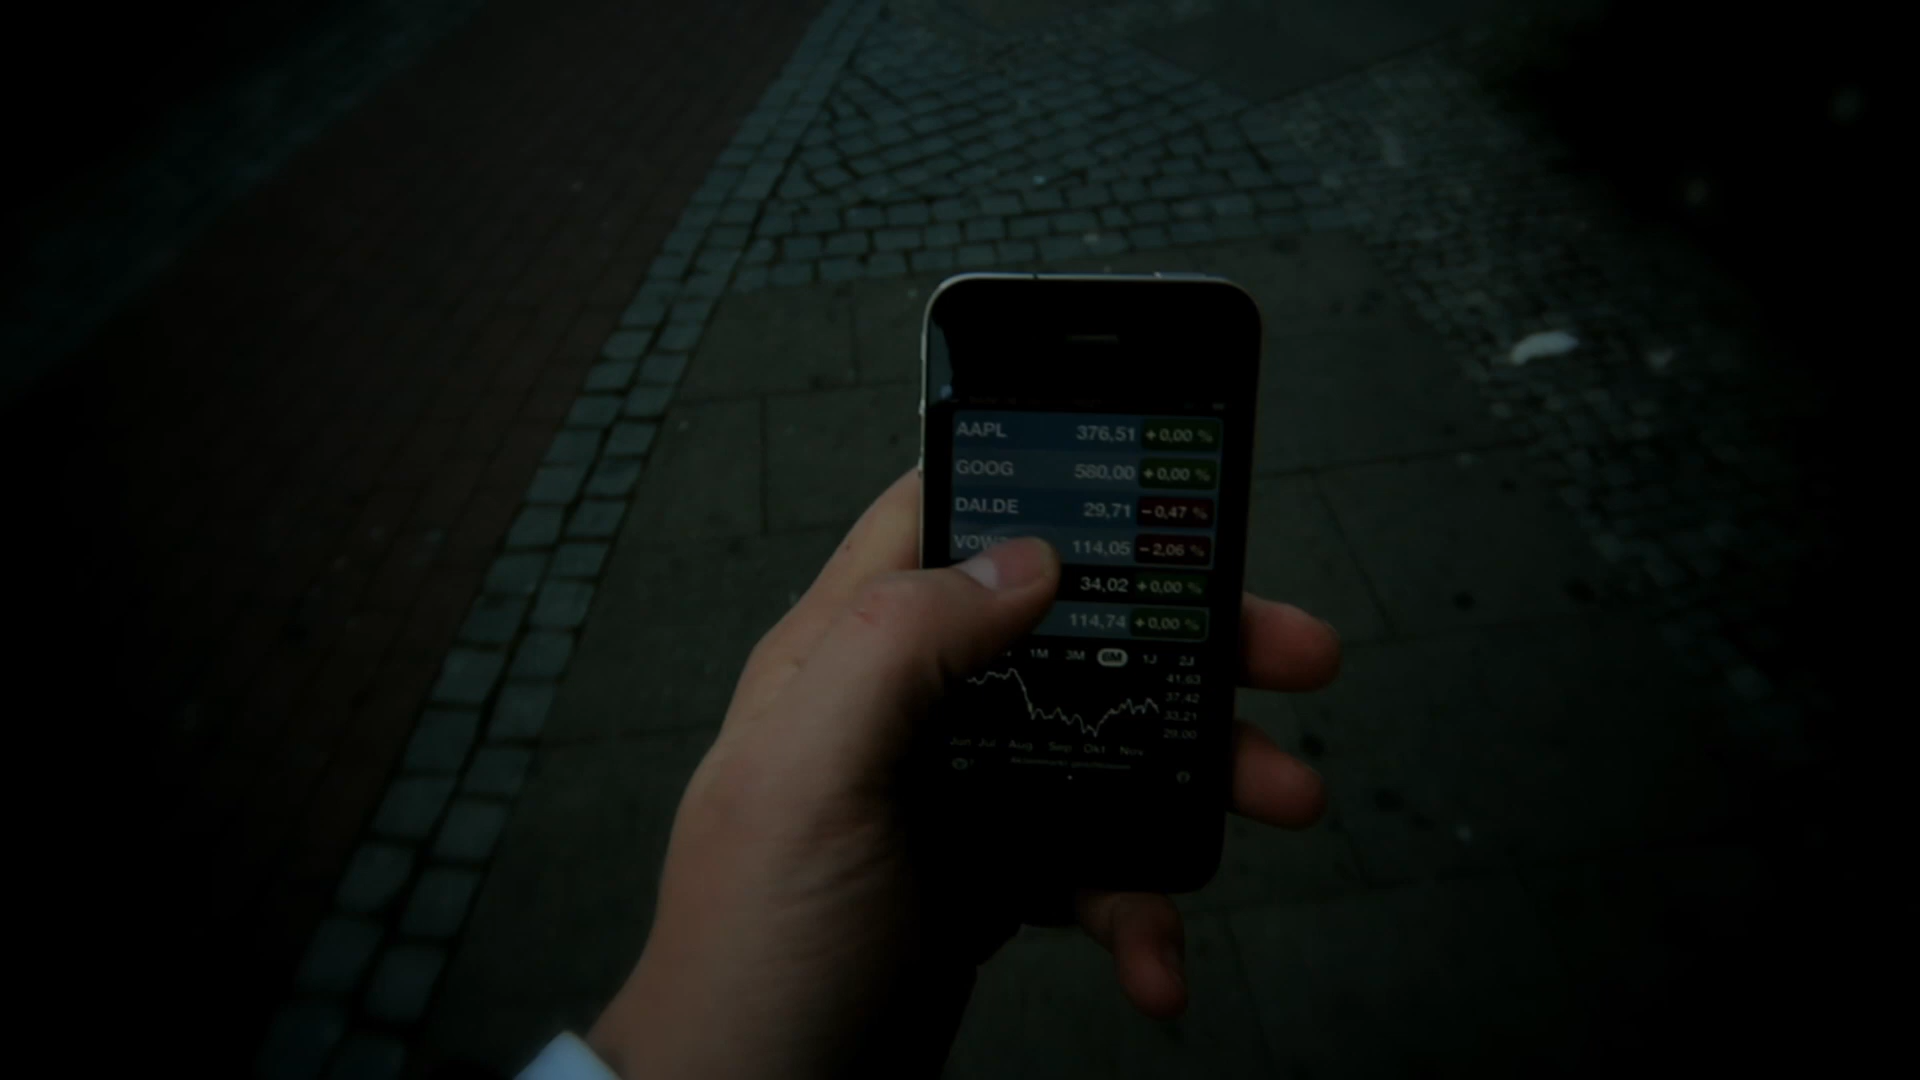 AAPL 376,51 +0,00 %
GOOG 580,00 +0,00 %
DAI.DE 29,71 -0,47 %
114,05 -2,06 %
34,02 +0,00 %
114,74 +0,00 %
1M 3M 6M 1J 2J
41,63
37,42
33,21
29,00
Jun Jul Aug Sep Okt Nov